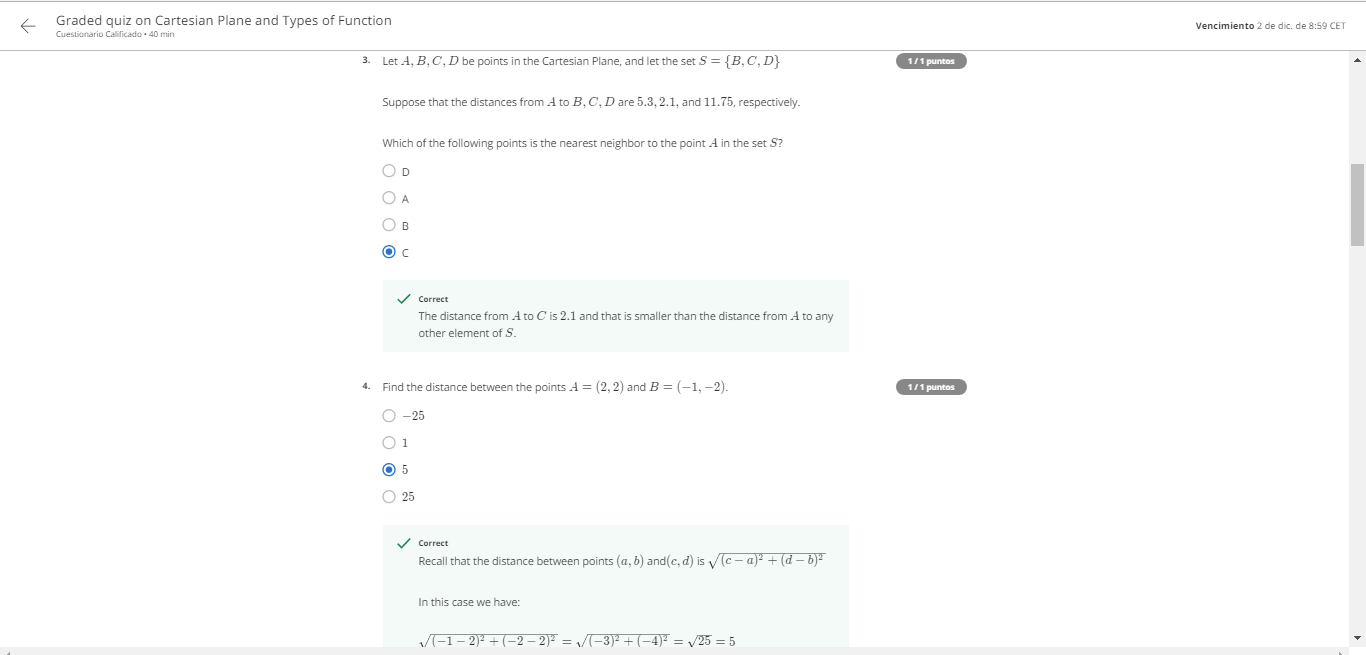 Graded quiz on Cartesian Plane and Types of Function
Cuestionario Calificado • 40 min
Vencimiento 2 de dic. de 8:59 CET
3. Let A, B, C, D be points in the Cartesian Plane, and let the set S = {B, C, D}
1 / 1 puntos
Suppose that the distances from A to B, C, D are 5.3, 2.1, and 11.75, respectively.
Which of the following points is the nearest neighbor to the point A in the set S?
D
A
B
C
Correct
The distance from A to C is 2.1 and that is smaller than the distance from A to any
other element of S.
4. Find the distance between the points A = (2, 2) and B = (−1, −2).
1 / 1 puntos
−25
1
5
25
Correct
Recall that the distance between points (a, b) and(c, d) is √(c − a)² + (d − b)²
In this case we have:
√(−1 − 2)² + (−2 − 2)² = √(−3)² + (−4)² = √25 = 5